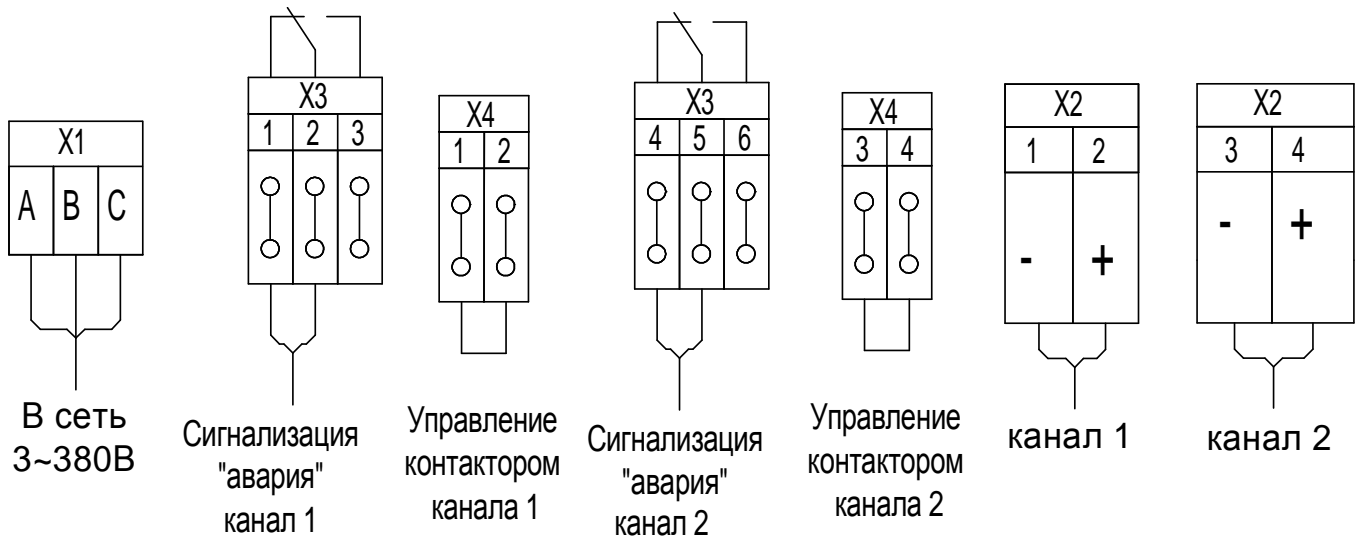 X1
A B C
В сеть
3~380В
X3
1 2 3
Сигнализация
"авария"
канал 1
X4
1 2
Управление
контактором
канала 1
X3
4 5 6
Сигнализация
"авария"
канал 2
X4
3 4
Управление
контактором
канала 2
X2
1 2
- +
канал 1
X2
3 4
- +
канал 2